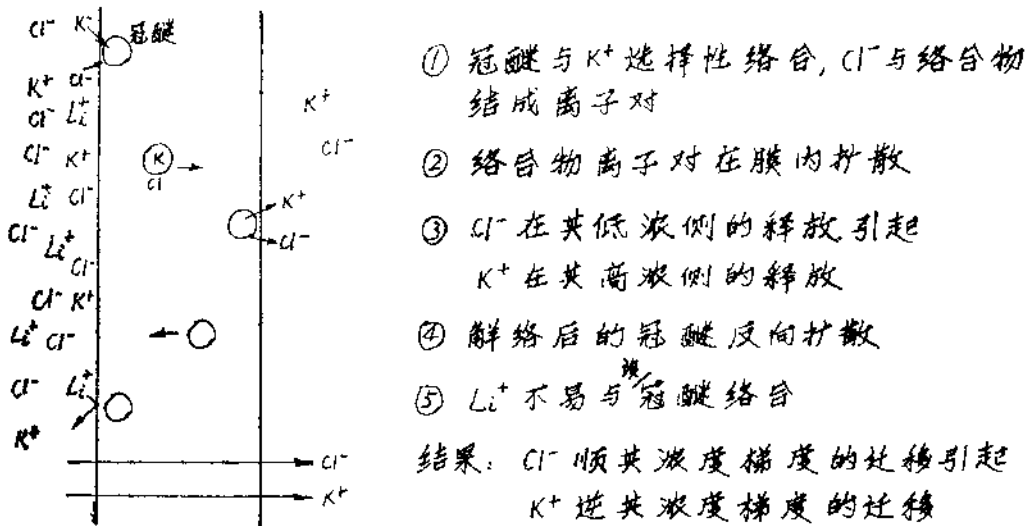 Cl⁻ K⁻
冠醚
Cl⁻
K⁺ Cl⁻
Cl⁻ Li⁺
Cl⁻ K⁺
Li⁺ Cl⁻
Cl⁻ Li⁺
Cl⁻
Cl⁻ K⁺
Li⁺ Cl⁻
Cl⁻ Li⁺
K⁺
K
Cl
K⁺
Cl⁻
K⁺
Cl⁻
Cl⁻
K⁺
① 冠醚与K⁺选择性络合,Cl⁻与络合物
结成离子对
② 络合物离子对在膜内扩散
③ Cl⁻在其低浓侧的释放引起
K⁺在其高浓侧的释放
④ 解络后的冠醚反向扩散
⑤ Li⁺不易与该冠醚络合
结果: Cl⁻顺其浓度梯度的迁移引起
K⁺逆其浓度梯度的迁移